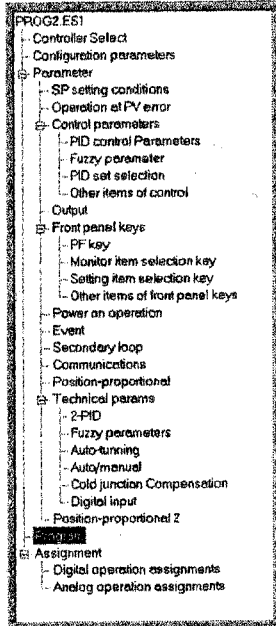 PROG2.ES1
Controller Select
Configuration parameters
Parameter
SP setting conditions
Operation at PV error
Control parameters
PID control Parameters
Fuzzy parameter
PID set selection
Other items of control
Output
Front panel keys
PF key
Monitor item selection key
Setting item selection key
Other items of front panel keys
Power on operation
Event
Secondary loop
Communications
Position-proportional
Technical params
2-PID
Fuzzy parameters
Auto-tunning
Auto/manual
Cold junction Compensation
Digital input
Position-proportional 2
Program
Assignment
Digital operation assignments
Analog operation assignments